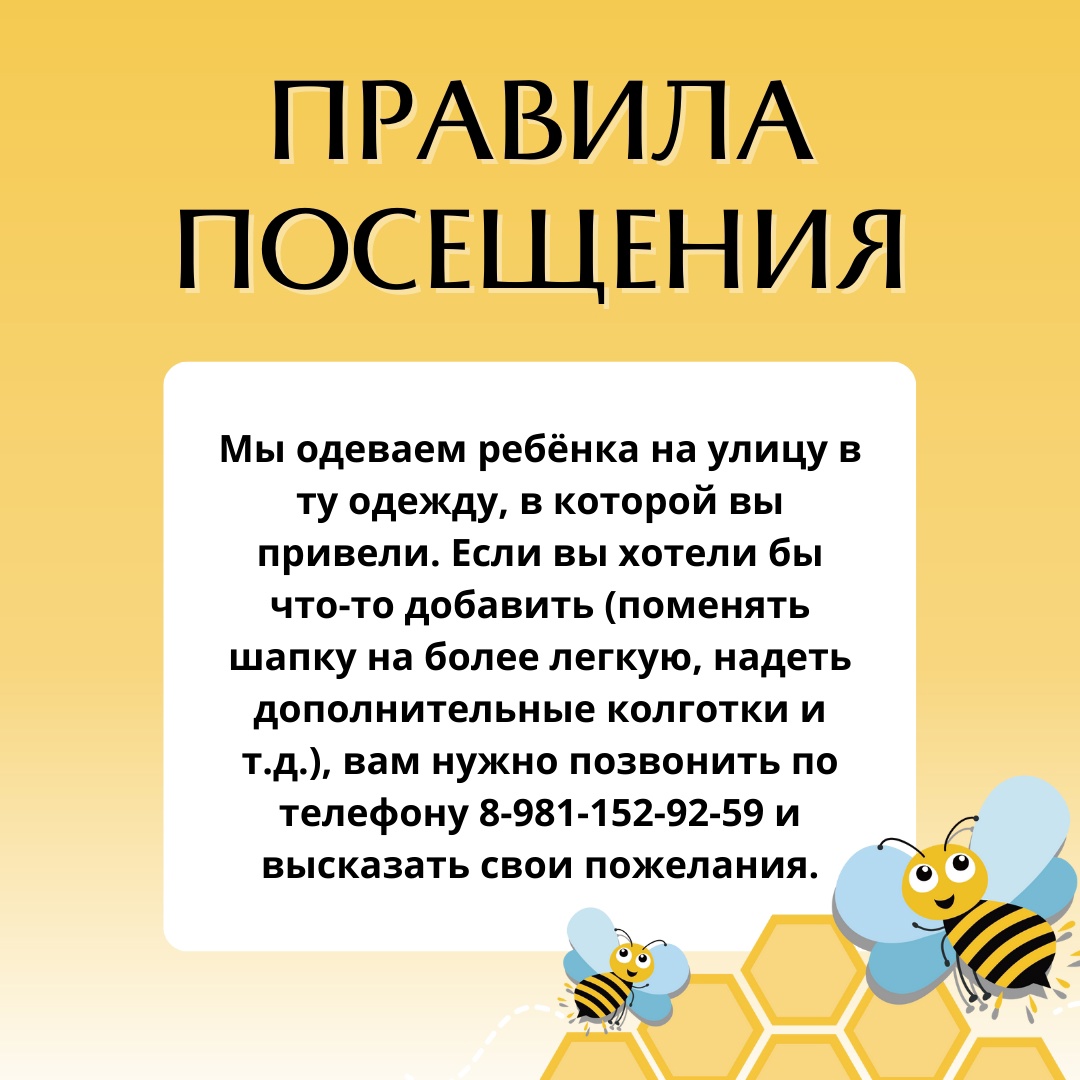 ПРАВИЛА
ПОСЕЩЕНИЯ
Мы одеваем ребёнка на улицу в
ту одежду, в которой вы
привели. Если вы хотели бы
что-то добавить (поменять
шапку на более легкую, надеть
дополнительные колготки и
т.д.), вам нужно позвонить по
телефону 8-981-152-92-59 и
высказать свои пожелания.